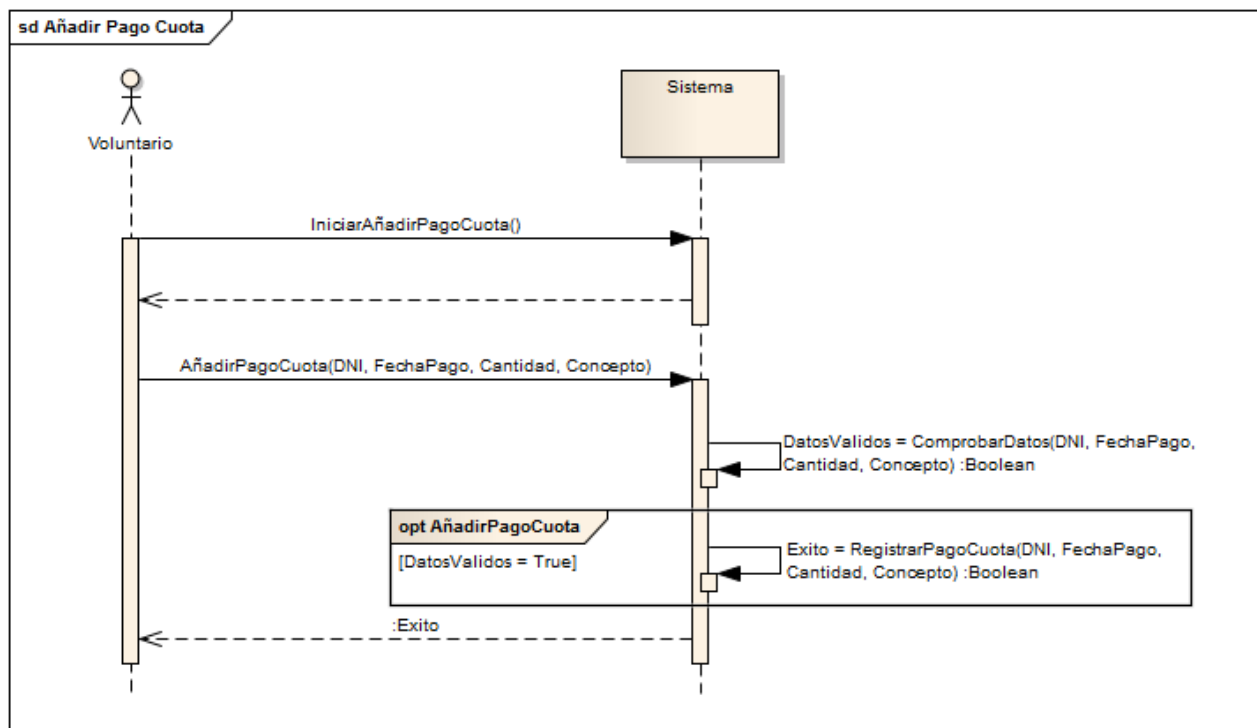 sd Añadir Pago Cuota
Voluntario
Sistema
IniciarAñadirPagoCuota()
AñadirPagoCuota(DNI, FechaPago, Cantidad, Concepto)
DatosValidos = ComprobarDatos(DNI, FechaPago,
Cantidad, Concepto) :Boolean
opt AñadirPagoCuota
[DatosValidos = True]
Exito = RegistrarPagoCuota(DNI, FechaPago,
Cantidad, Concepto) :Boolean
:Exito